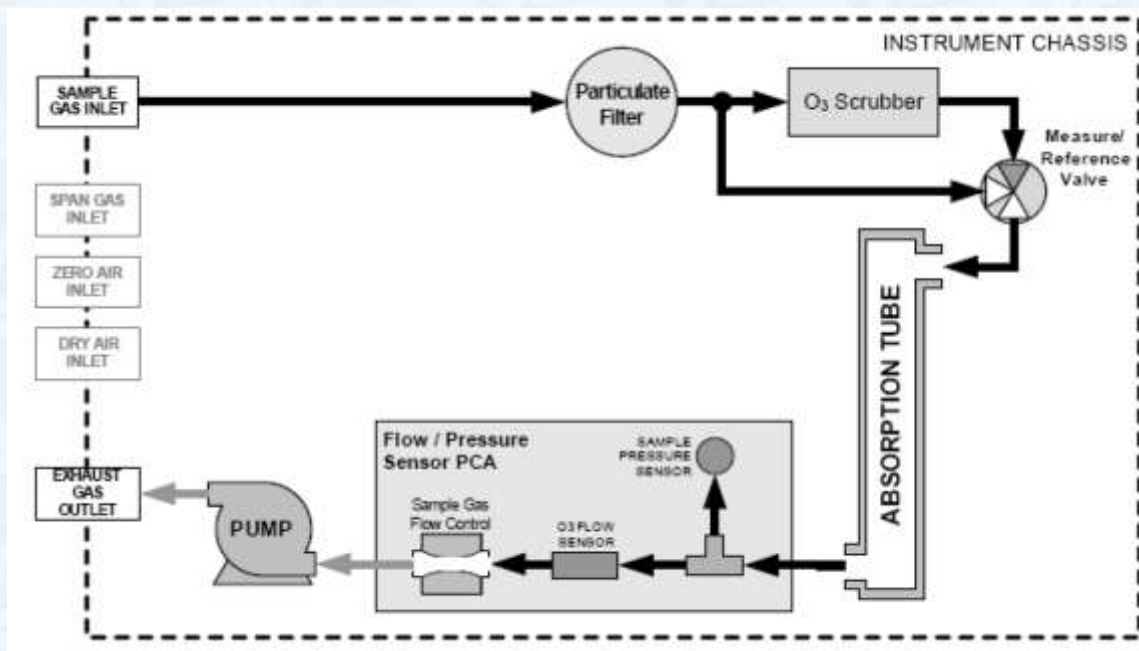 INSTRUMENT CHASSIS
SAMPLE
GAS INLET
Particulate
Filter
O₃ Scrubber
Measure/
Reference
Valve
SPAN GAS
INLET
ZERO AIR
INLET
DRY AIR
INLET
ABSORPTION TUBE
Flow / Pressure
Sensor PCA
SAMPLE
PRESSURE
SENSOR
EXHAUST
GAS
OUTLET
PUMP
Sample Gas
Flow Control
O3 FLOW
SENSOR